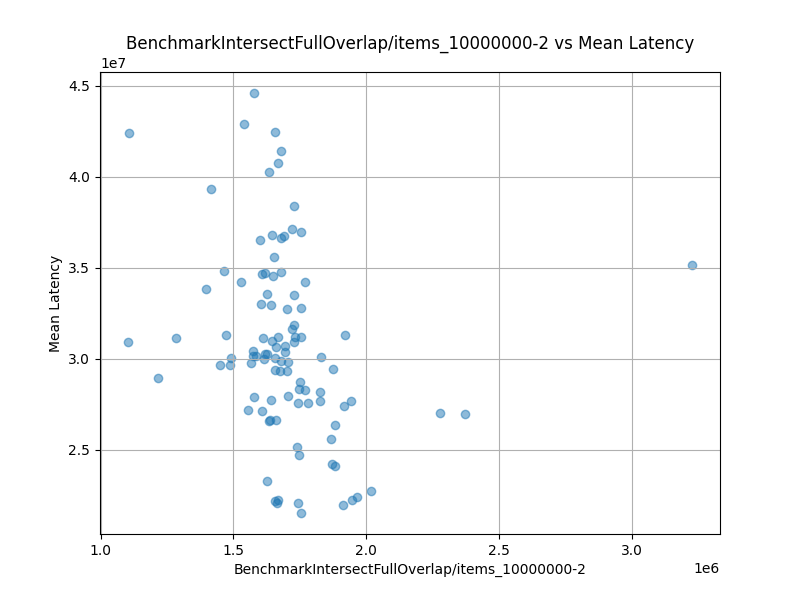 BenchmarkIntersectFullOverlap/items_10000000-2 vs Mean Latency
1e7
4.5
4.0
3.5
3.0
2.5
Mean Latency
1.0 1.5 2.0 2.5 3.0
BenchmarkIntersectFullOverlap/items_10000000-2
1e6